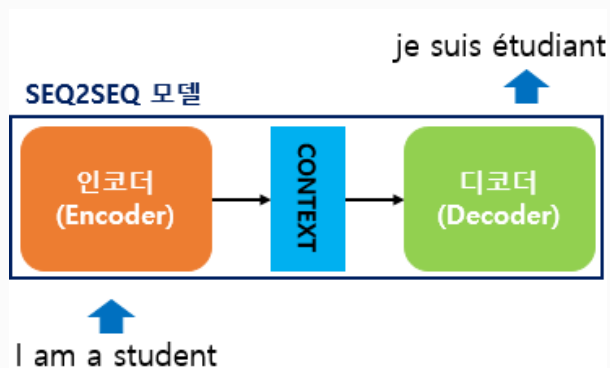 je suis étudiant
SEQ2SEQ 모델
인코더
(Encoder)
CONTEXT
디코더
(Decoder)
I am a student